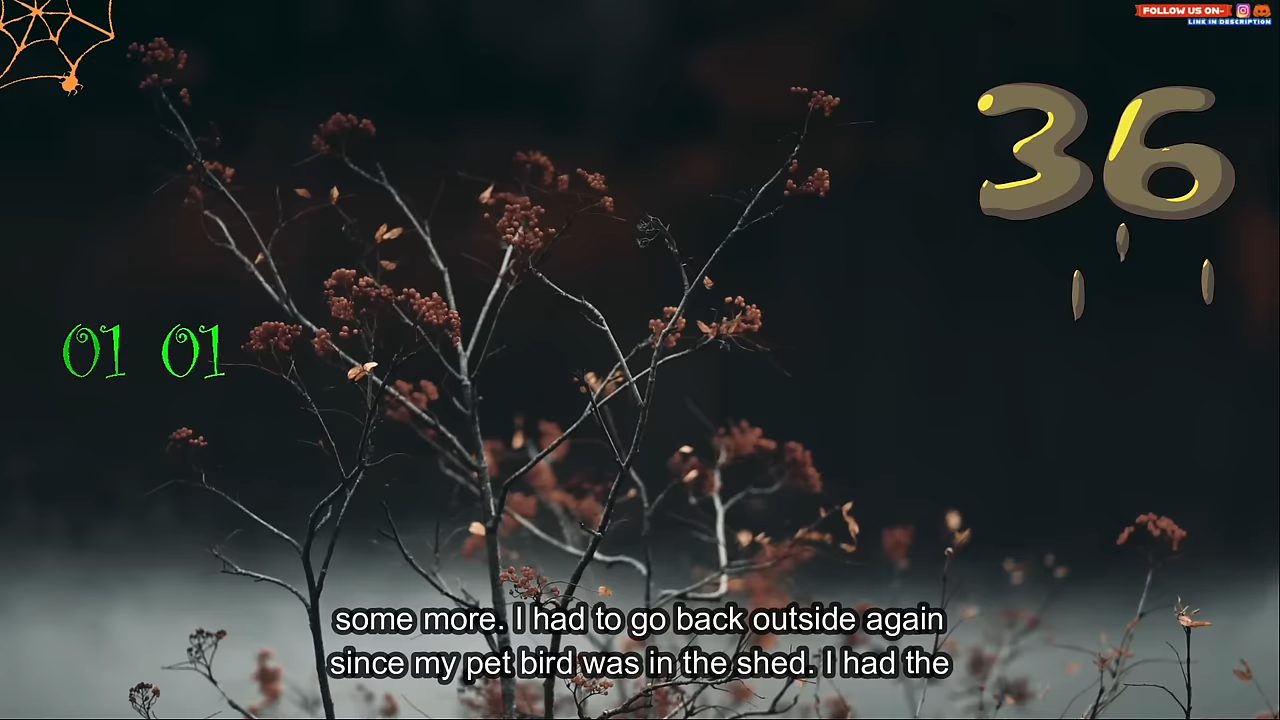 FOLLOW US ON-
LINK IN DESCRIPTION
36
01 01
some more. I had to go back outside again
since my pet bird was in the shed. I had the